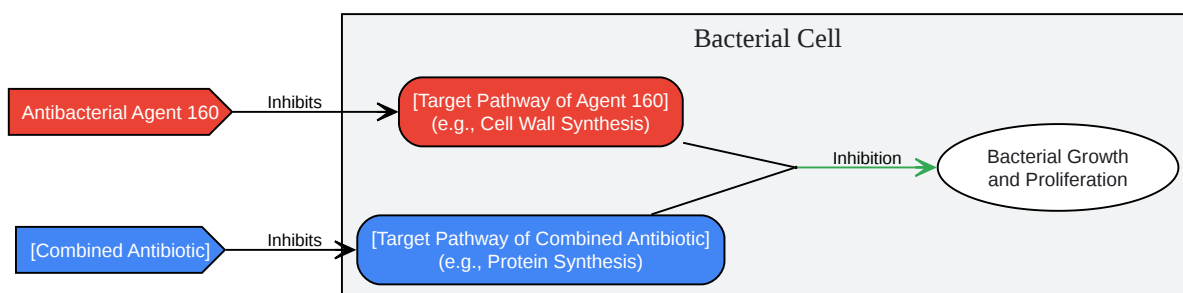 Bacterial Cell
Antibacterial Agent 160
Inhibits
[Target Pathway of Agent 160]
(e.g., Cell Wall Synthesis)
Inhibition
Bacterial Growth
and Proliferation
[Combined Antibiotic]
Inhibits
[Target Pathway of Combined Antibiotic]
(e.g., Protein Synthesis)